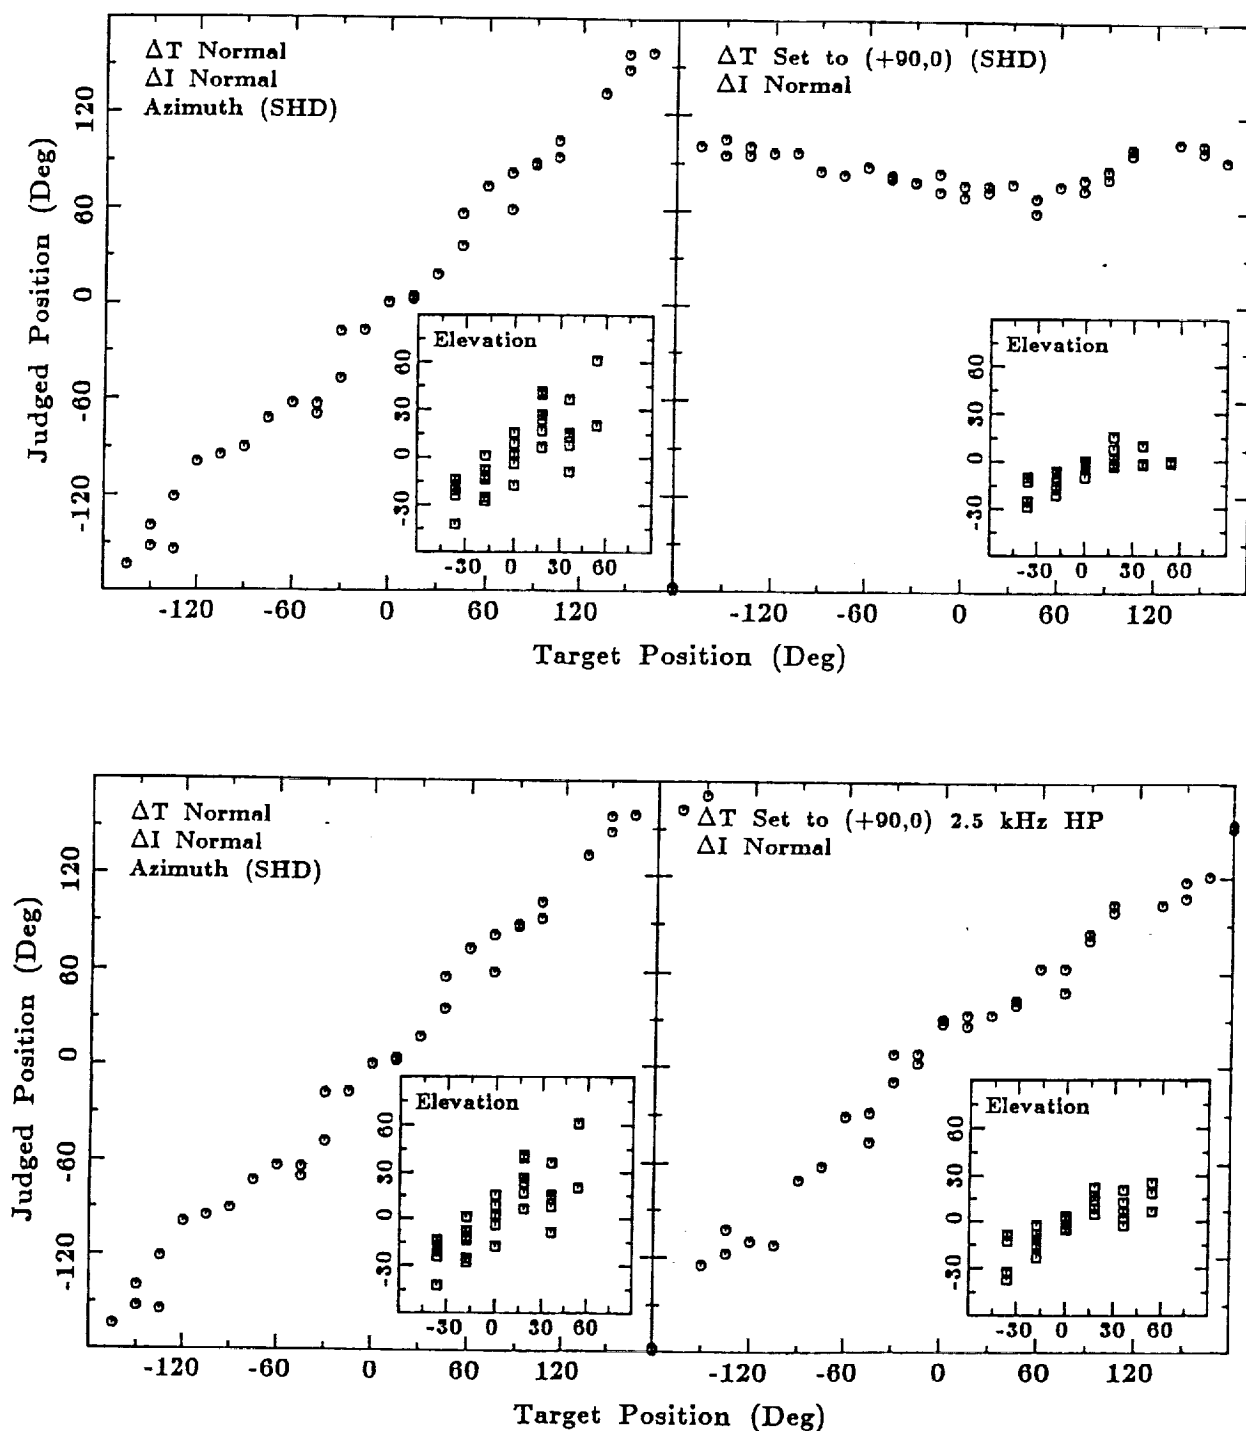 ΔT Normal
ΔI Normal
Azimuth (SHD)
ΔT Set to (+90,0) (SHD)
ΔI Normal
Judged Position (Deg)
120
60
0
-60
-120
Elevation
60
30
0
-30
-30 0 30 60
Elevation
60
30
0
-30
-30 0 30 60
-120 -60 0 60 120
-120 -60 0 60 120
Target Position (Deg)
ΔT Normal
ΔI Normal
Azimuth (SHD)
ΔT Set to (+90,0) 2.5 kHz HP
ΔI Normal
Judged Position (Deg)
120
60
0
-60
-120
Elevation
60
30
0
-30
-30 0 30 60
Elevation
60
30
0
-30
-30 0 30 60
-120 -60 0 60 120
-120 -60 0 60 120
Target Position (Deg)